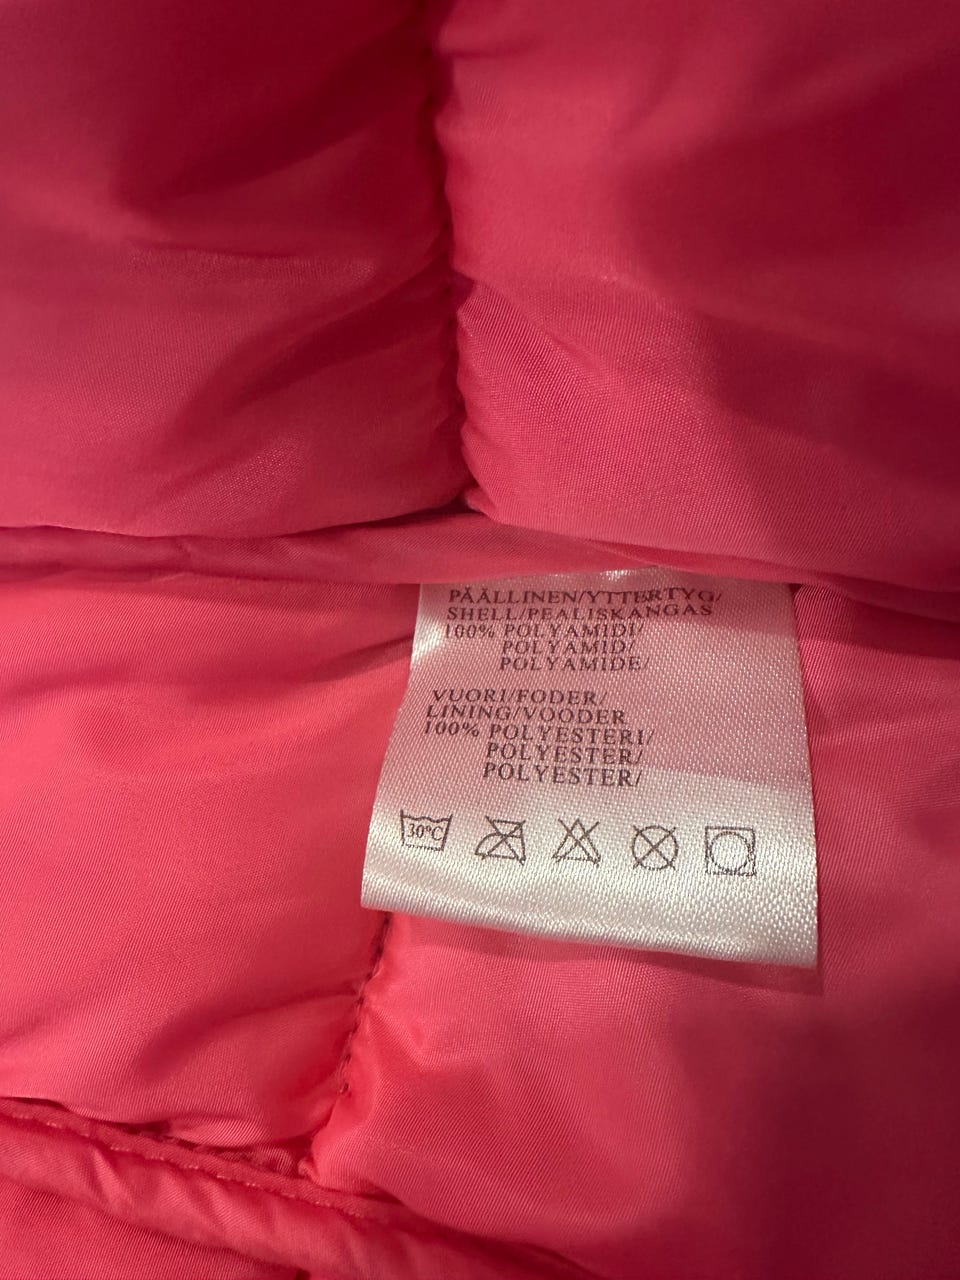 PÄÄLLINEN/YTTERTYG/
SHELL/PEALISKANGAS
100% POLYAMIDI/
POLYAMID/
POLYAMIDE/
VUORI/FODER/
LINING/VOODER
100% POLYESTERI/
POLYESTER/
POLYESTER/
30°C